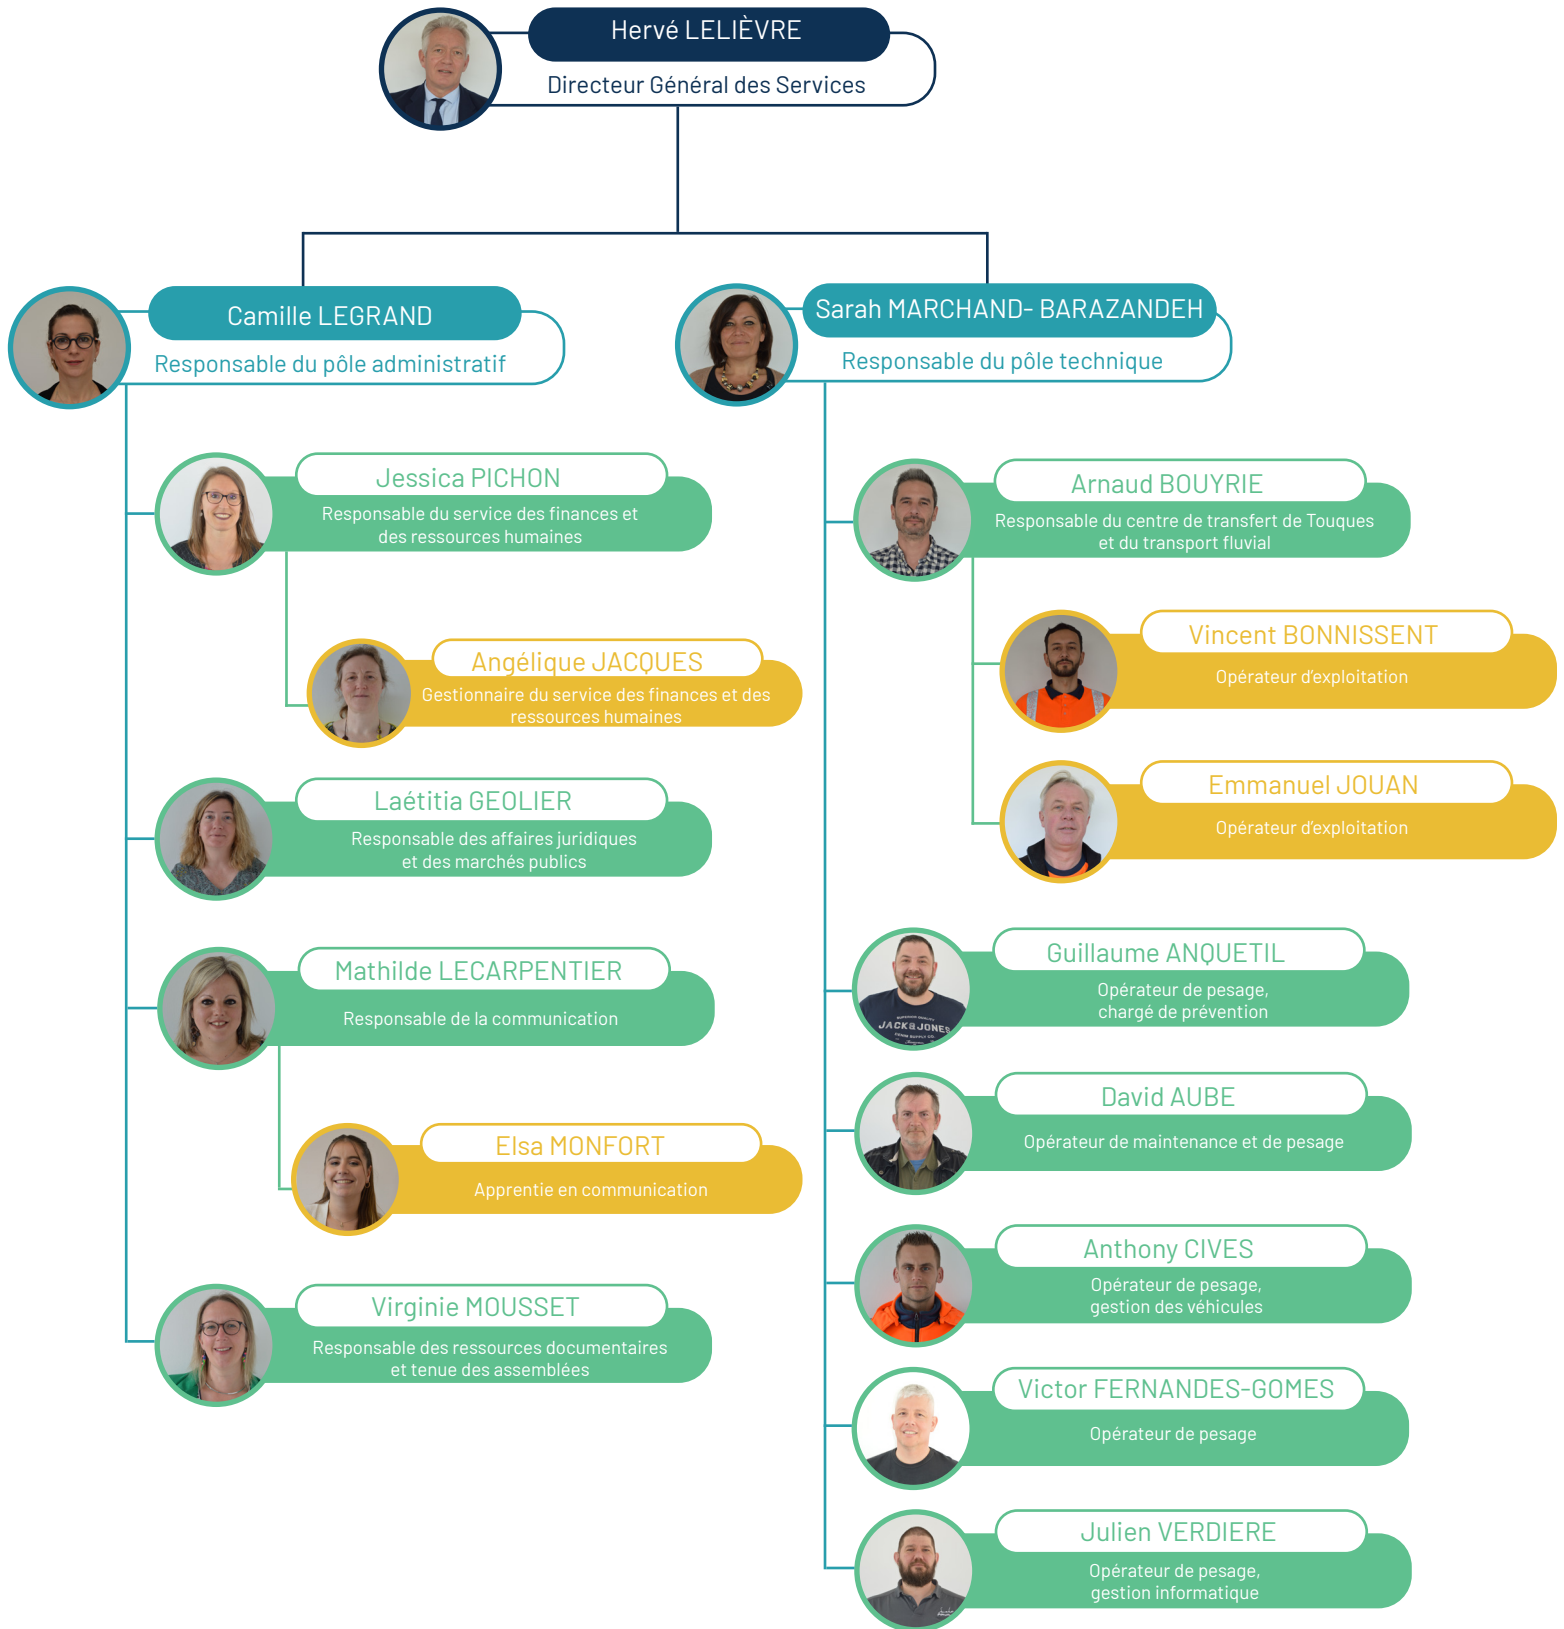 Hervé LELIÈVRE
Directeur Général des Services
Camille LEGRAND
Responsable du pôle administratif
Sarah MARCHAND- BARAZANDEH
Responsable du pôle technique
Jessica PICHON
Responsable du service des finances et
des ressources humaines
Angélique JACQUES
Gestionnaire du service des finances et des
ressources humaines
Laétitia GEOLIER
Responsable des affaires juridiques
et des marchés publics
Mathilde LECARPENTIER
Responsable de la communication
Elsa MONFORT
Apprentie en communication
Virginie MOUSSET
Responsable des ressources documentaires
et tenue des assemblées
Arnaud BOUYRIE
Responsable du centre de transfert de Touques
et du transport fluvial
Vincent BONNISSENT
Opérateur d'exploitation
Emmanuel JOUAN
Opérateur d'exploitation
Guillaume ANQUETIL
Opérateur de pesage,
chargé de prévention
JACK & JONES
David AUBE
Opérateur de maintenance et de pesage
Anthony CIVES
Opérateur de pesage,
gestion des véhicules
Victor FERNANDES-GOMES
Opérateur de pesage
Julien VERDIERE
Opérateur de pesage,
gestion informatique